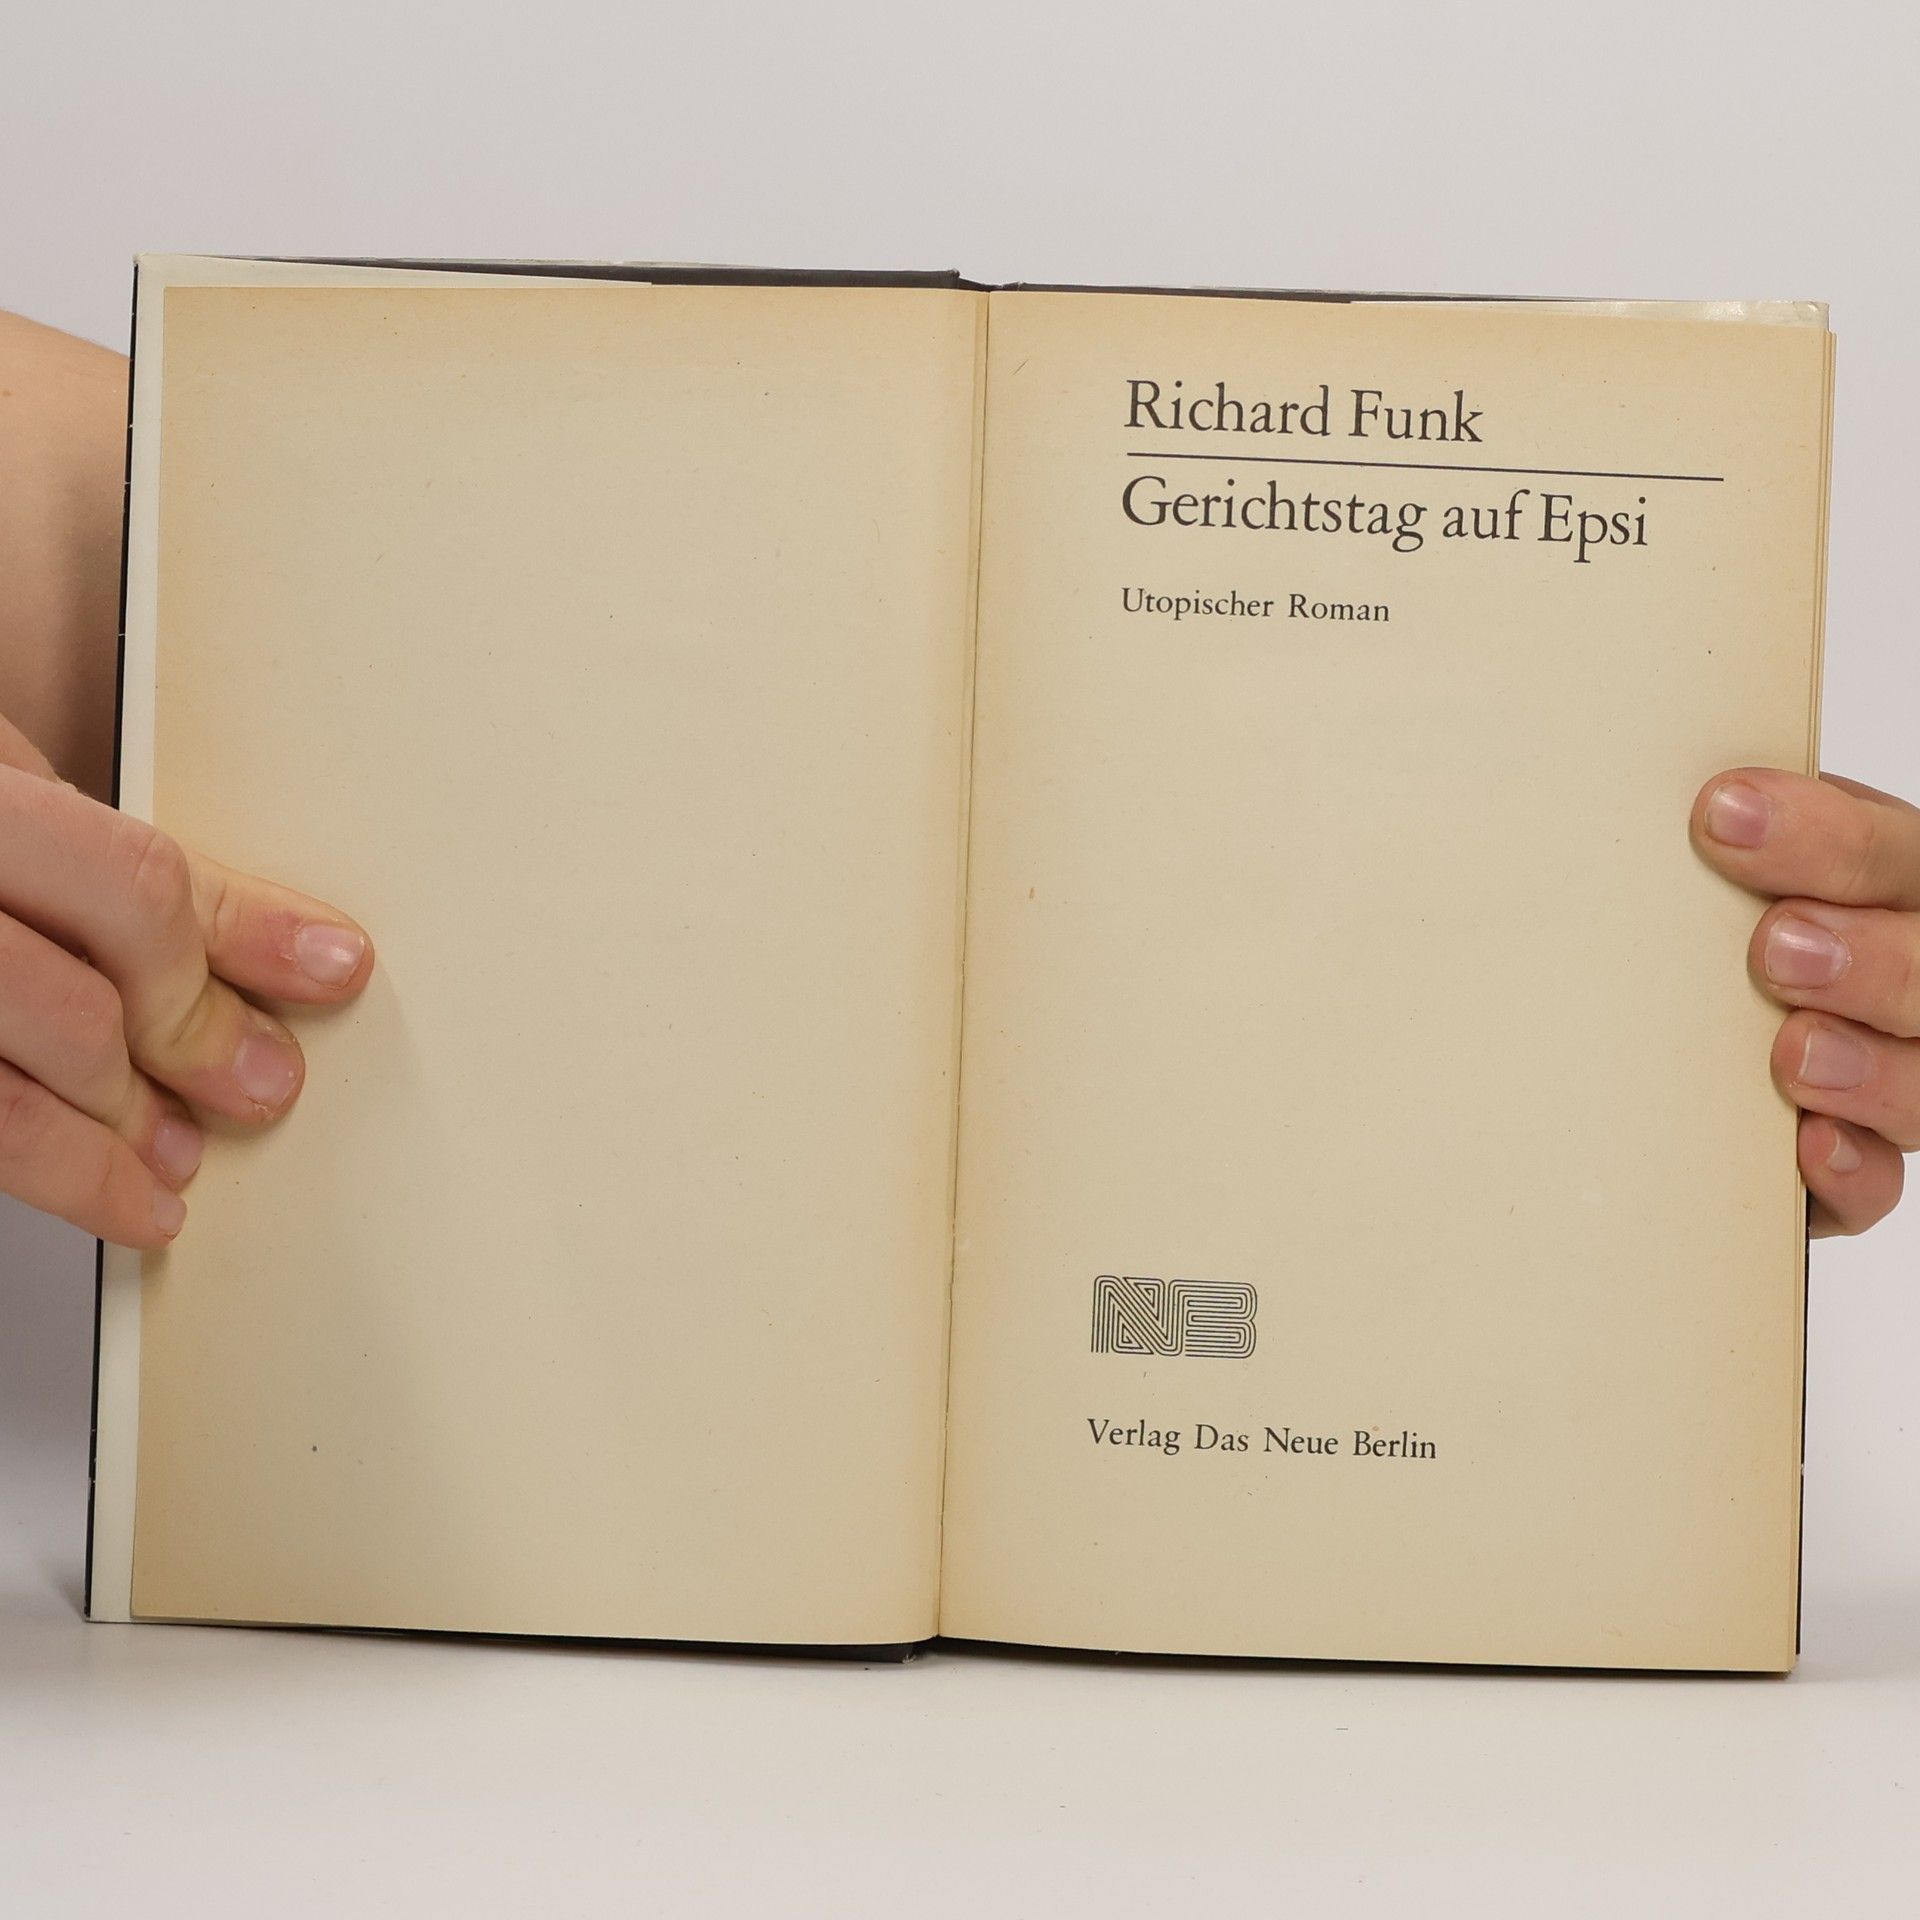 Richard Funk
Gerichtstag auf Epsi
Utopischer Roman
NB
Verlag Das Neue Berlin